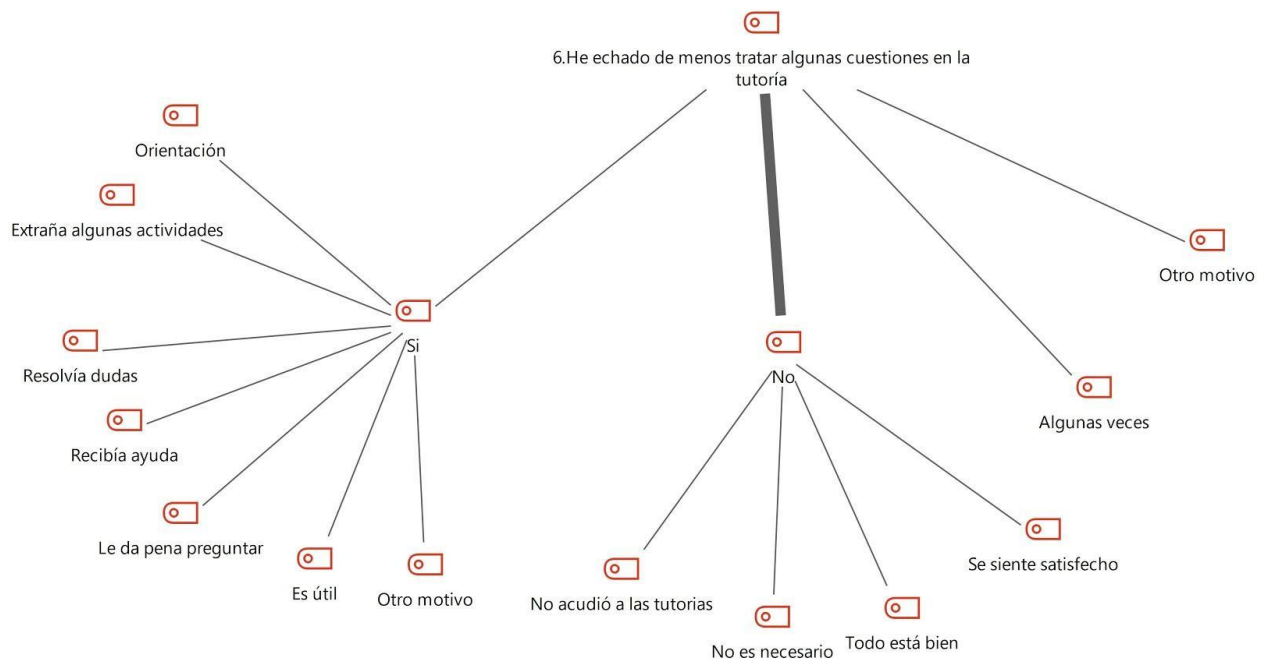 6.He echado de menos tratar algunas cuestiones en la
tutoría
Orientación
Extraña algunas actividades
Otro motivo
Si
Resolvía dudas
No
Algunas veces
Recibía ayuda
Le da pena preguntar
Es útil
Otro motivo
No acudió a las tutorias
No es necesario
Todo está bien
Se siente satisfecho